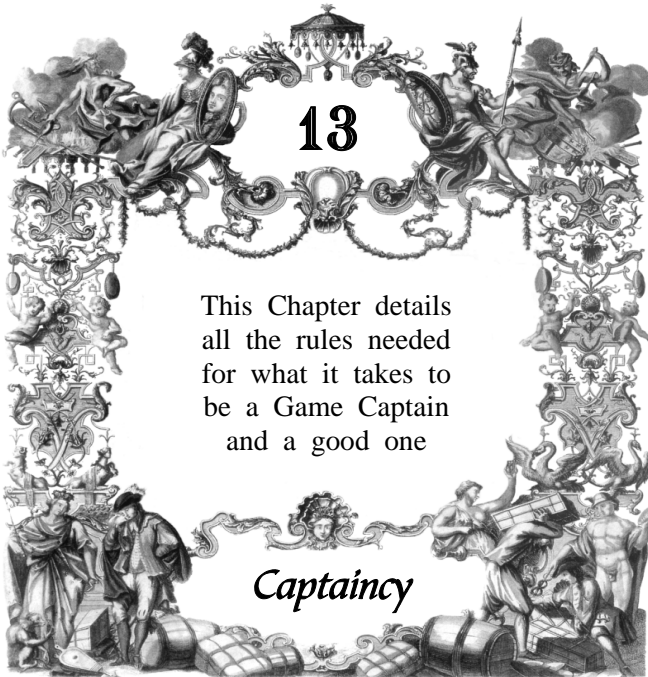 13
This Chapter details
all the rules needed
for what it takes to
be a Game Captain
and a good one
Captaincy